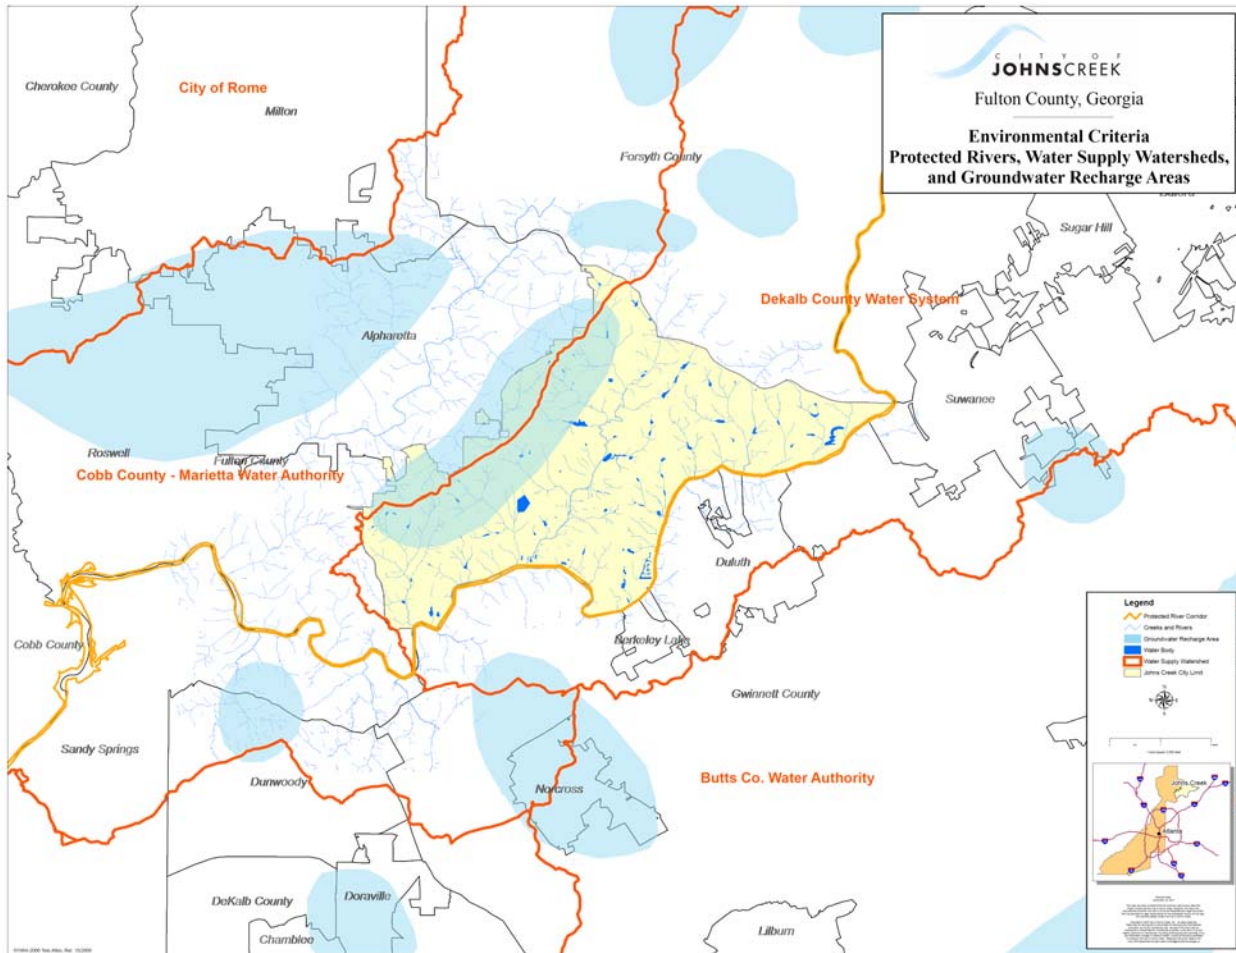 CITY OF
JOHNSCREEK
Fulton County, Georgia
Environmental Criteria
Protected Rivers, Water Supply Watersheds,
and Groundwater Recharge Areas
Cherokee County
City of Rome
Milton
Forsyth County
Sugar Hill
Dekalb County Water System
Alpharetta
Suwanee
Roswell
Fulton County
Cobb County - Marietta Water Authority
Duluth
Berkeley Lake
Cobb County
Gwinnett County
Sandy Springs
Dunwoody
Butts Co. Water Authority
Norcross
DeKalb County
Doraville
Chamblee
Lilburn
Legend
Protected River Corridor
Creeks and Rivers
Groundwater Recharge Area
Water Body
Water Supply Watershed
Johns Creek City Limit
N
W
E
S
Johns Creek
Atlanta